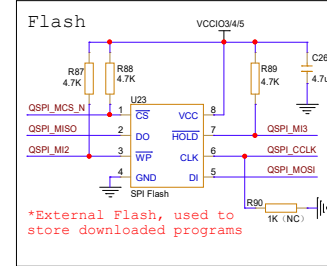 Flash
VCCIO3/4/5
R87
4.7K
R88
4.7K
R89
4.7K
C26
4.7u
U23
QSPI_MCS_N
1
CS
VCC
8
QSPI_MISO
2
DO
HOLD
7
QSPI_MI3
QSPI_MI2
3
WP
CLK
6
QSPI_CCLK
4
GND
DI
5
QSPI_MOSI
SPI Flash
R90
1K（NC）
*External Flash, used to
store downloaded programs